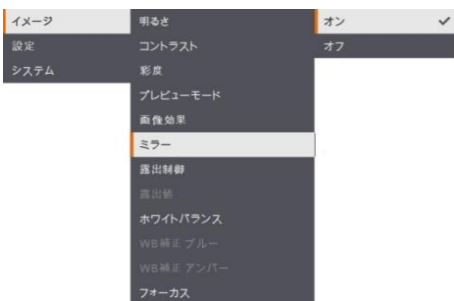 イメージ
設定
システム
明るさ
コントラスト
彩度
プレビューモード
画像効果
ミラー
露出制御
露出値
ホワイトバランス
WB補正 ブルー
WB補正 アンバー
フォーカス
オン
オフ